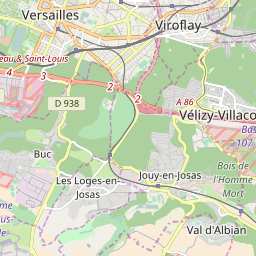 Versailles
Viroflay
eau & Saint-Louis
4
3
2
2
D 938
A 86
Vélizy-Villaco
Bas
107
Buc
Bois de
l'Homme
Mort
Jouy-en-Josas
Les Loges-en-
Josas
Val d'Albian